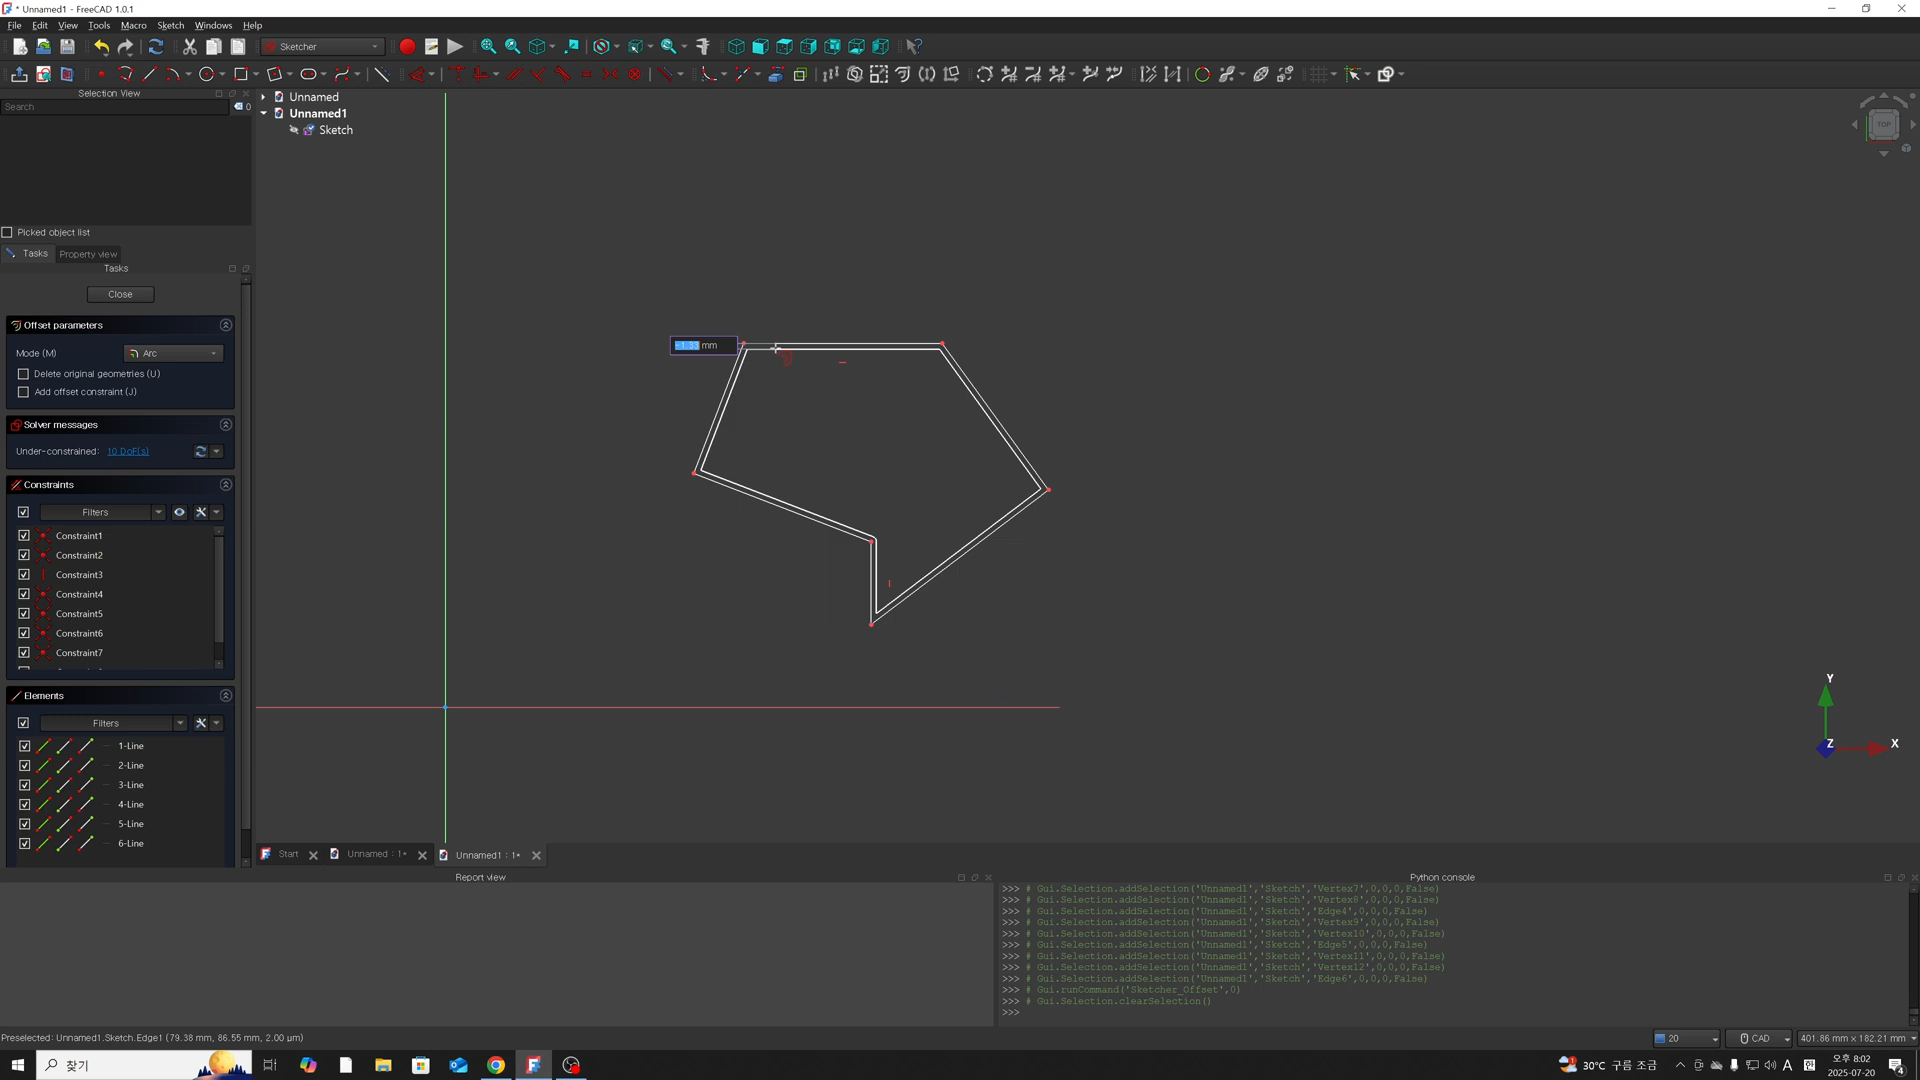 * Unnamed1 - FreeCAD 1.0.1
File Edit View Tools Macro Sketch Windows Help
Sketcher
Selection View
Search
0
Picked object list
Tasks Property view
Tasks
Close
Offset parameters
Mode (M) Arc
Delete original geometries (U)
Add offset constraint (J)
Solver messages
Under-constrained: 10 DoF(s)
Constraints
Filters
Constraint1
Constraint2
Constraint3
Constraint4
Constraint5
Constraint6
Constraint7
Elements
Filters
1-Line
2-Line
3-Line
4-Line
5-Line
6-Line
Unnamed
Unnamed1
Sketch
-1.33 mm
TOP
Y
Z
X
Start Unnamed : 1* Unnamed1 : 1*
Report view
Python console
>>> # Gui.Selection.addSelection('Unnamed1','Sketch','Vertex7',0,0,0,False)
>>> # Gui.Selection.addSelection('Unnamed1','Sketch','Vertex8',0,0,0,False)
>>> # Gui.Selection.addSelection('Unnamed1','Sketch','Edge4',0,0,0,False)
>>> # Gui.Selection.addSelection('Unnamed1','Sketch','Vertex9',0,0,0,False)
>>> # Gui.Selection.addSelection('Unnamed1','Sketch','Vertex10',0,0,0,False)
>>> # Gui.Selection.addSelection('Unnamed1','Sketch','Edge5',0,0,0,False)
>>> # Gui.Selection.addSelection('Unnamed1','Sketch','Vertex11',0,0,0,False)
>>> # Gui.Selection.addSelection('Unnamed1','Sketch','Vertex12',0,0,0,False)
>>> # Gui.Selection.addSelection('Unnamed1','Sketch','Edge6',0,0,0,False)
>>> # Gui.runCommand('Sketcher_Offset',0)
>>> # Gui.Selection.clearSelection()
>>>
Preselected: Unnamed1.Sketch.Edge1 (79.38 mm, 86.55 mm, 2.00 µm)
20 CAD 401.86 mm × 182.21 mm
찾기
1 30°C 구름 조금 A 한 오후 8:02 4
2025-07-20